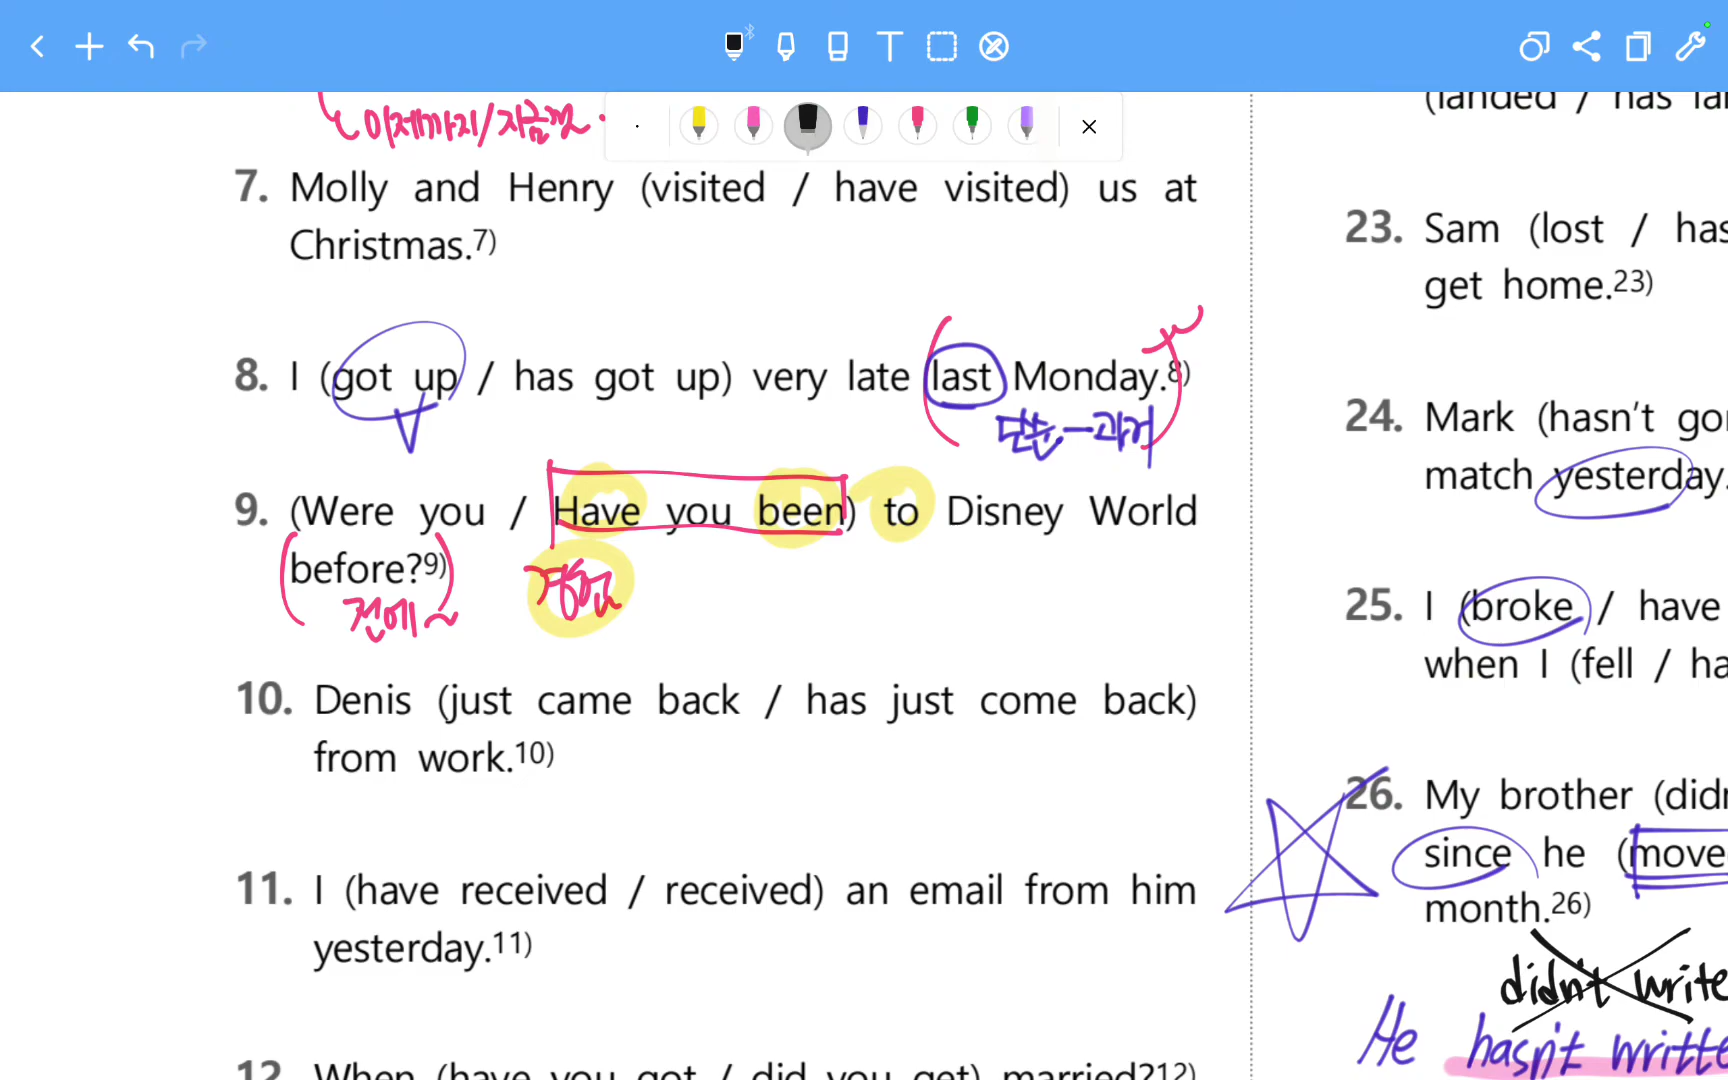 이제까지/지금껏
7. Molly and Henry (visited / have visited) us at
Christmas.7)
8. I (got up / has got up) very late last Monday.8)
단순-과거
9. (Were you / Have you been) to Disney World
before?9)
전에~
경험
10. Denis (just came back / has just come back)
from work.10)
11. I (have received / received) an email from him
yesterday.11)
12. When (have you got / did you get) married?12)
(landed / has la
23. Sam (lost / has
get home.23)
24. Mark (hasn't go
match yesterday.
25. I (broke / have
when I (fell / ha
26. My brother (did
since he (move
month.26)
didn't write
He hasn't writte